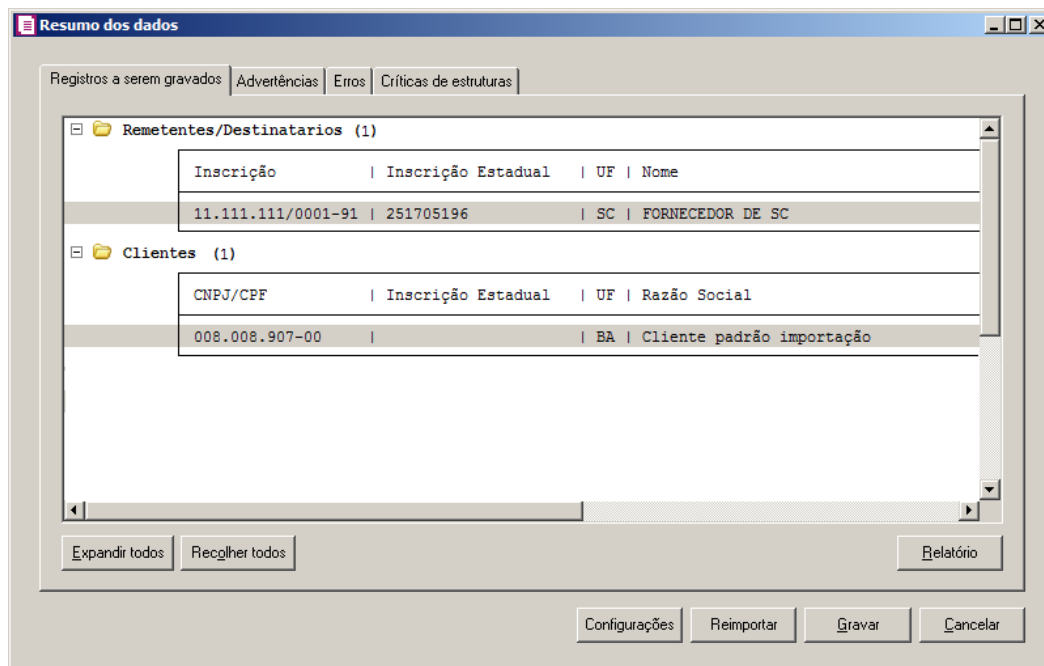 Resumo dos dados
Registros a serem gravados Advertências Erros Críticas de estruturas
Remetentes/Destinatarios (1)
Inscrição | Inscrição Estadual | UF | Nome
11.111.111/0001-91 | 251705196 | SC | FORNECEDOR DE SC
Clientes (1)
CNPJ/CPF | Inscrição Estadual | UF | Razão Social
008.008.907-00 | | BA | Cliente padrão importação
Expandir todos Recolher todos Relatório
Configurações Reimportar Gravar Cancelar